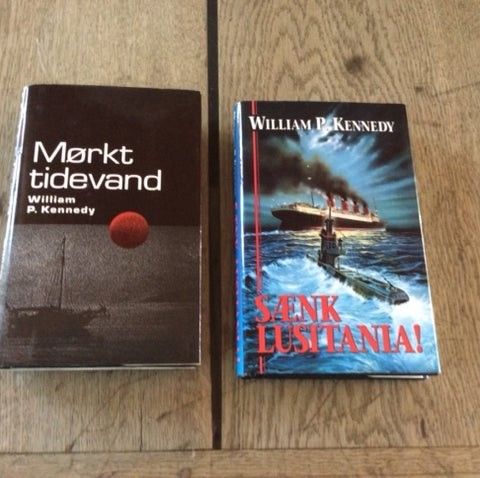 Mørkt
tidevand
William
P. Kennedy
WILLIAM P. KENNEDY
SÆNK
LUSITANIA!